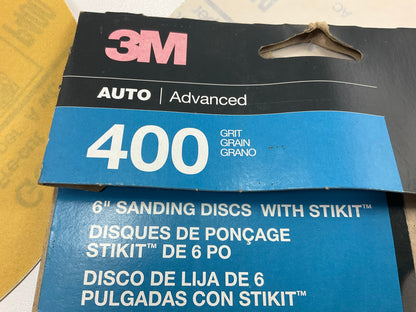 3M
AUTO | Advanced
400
GRIT
GRAIN
GRANO
6" SANDING DISCS WITH STIKIT™
DISQUES DE PONÇAGE
STIKIT™ DE 6 PO
DISCO DE LIJA DE 6
PULGADAS CON STIKIT™